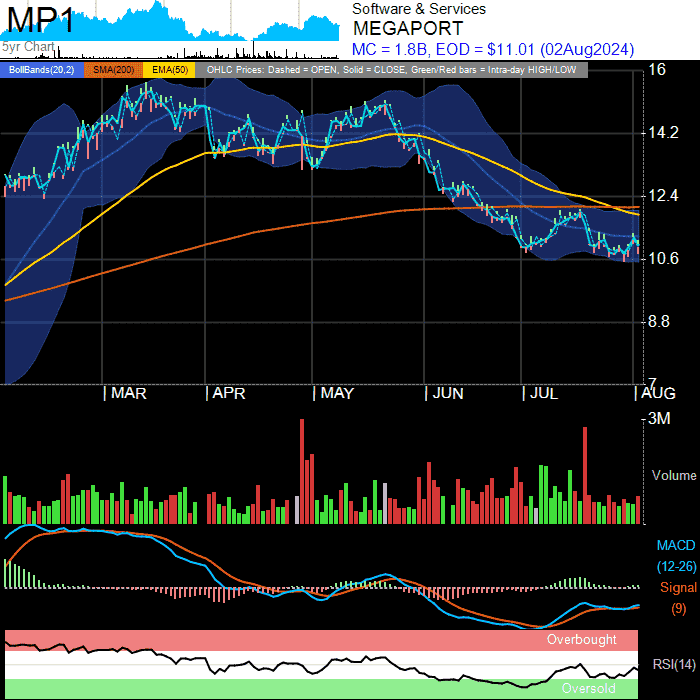 MP1
5yr Chart
Software & Services
MEGAPORT
MC = 1.8B, EOD = $11.01 (02Aug2024)
BollBands(20,2) SMA(200) EMA(50) OHLC Prices: Dashed = OPEN, Solid = CLOSE, Green/Red bars = Intra-day HIGH/LOW
16
14.2
12.4
10.6
8.8
7
MAR APR MAY JUN JUL AUG
3M
Volume
MACD
(12-26)
Signal
(9)
Overbought
RSI(14)
Oversold